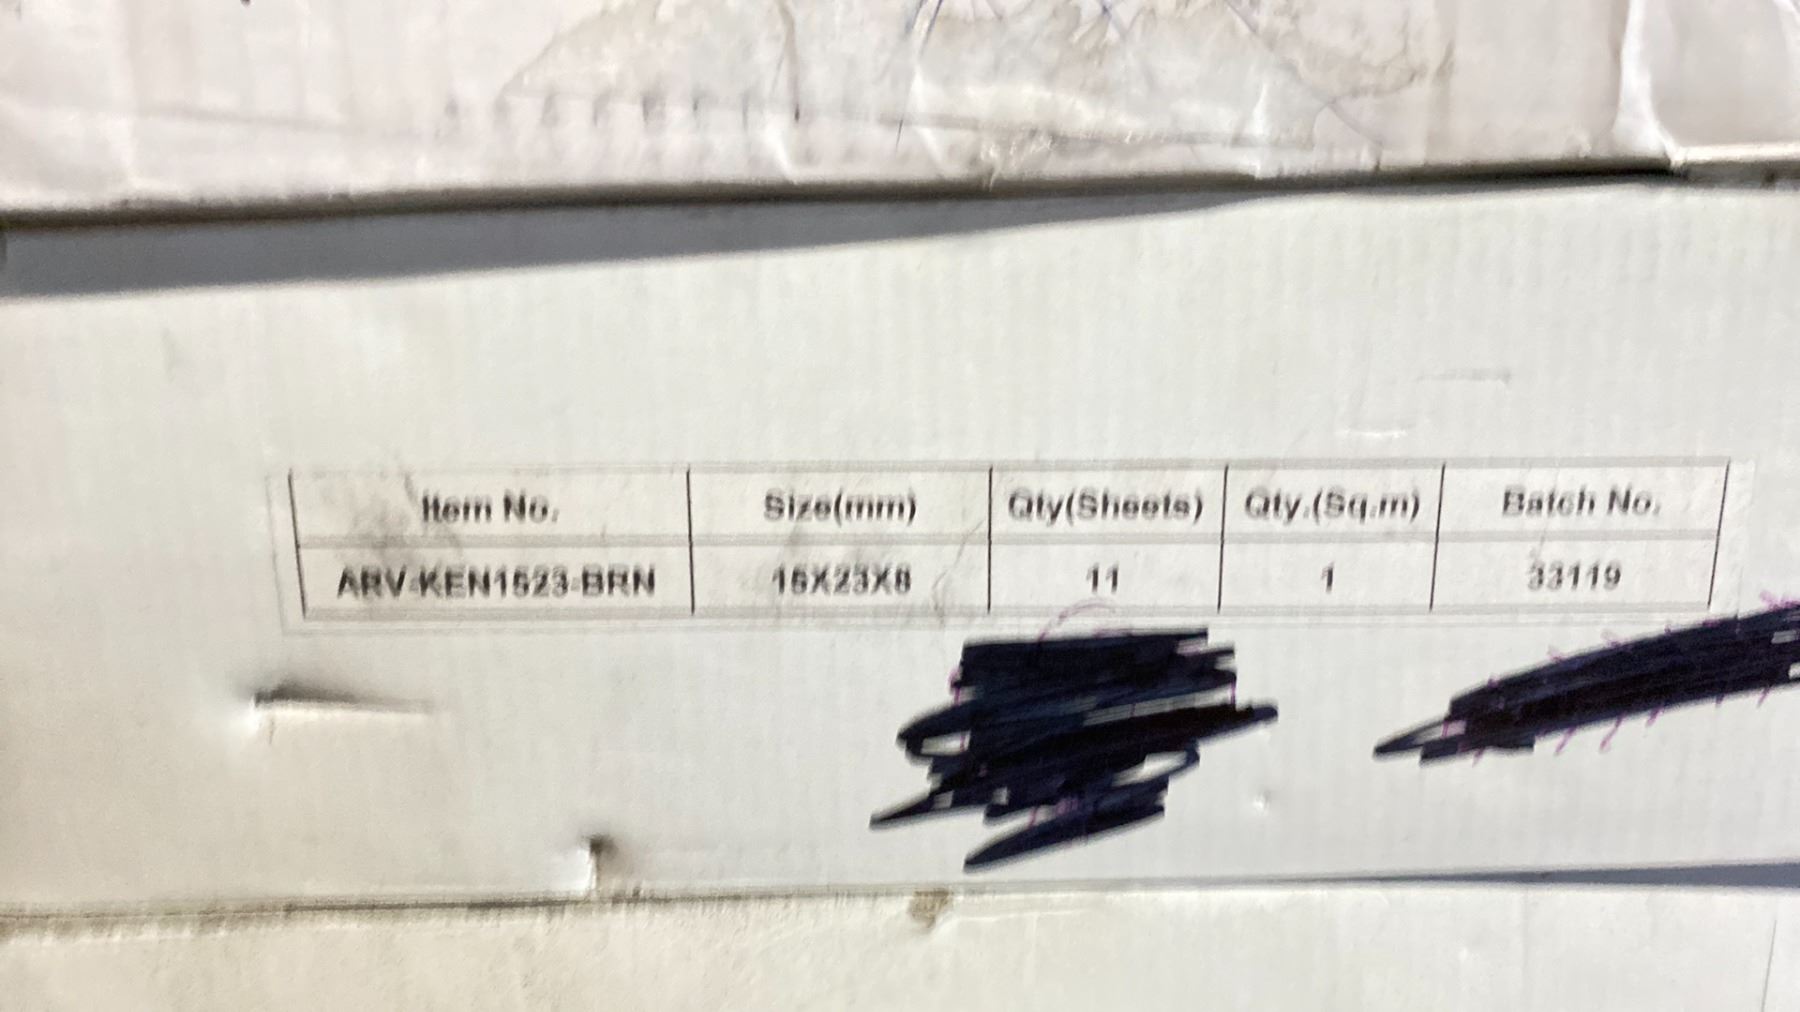 Item No. Size(mm) Qty(Sheets) Qty.(Sq.m) Batch No.
ARV-KEN1523-BRN 15X23X8 11 1 33119